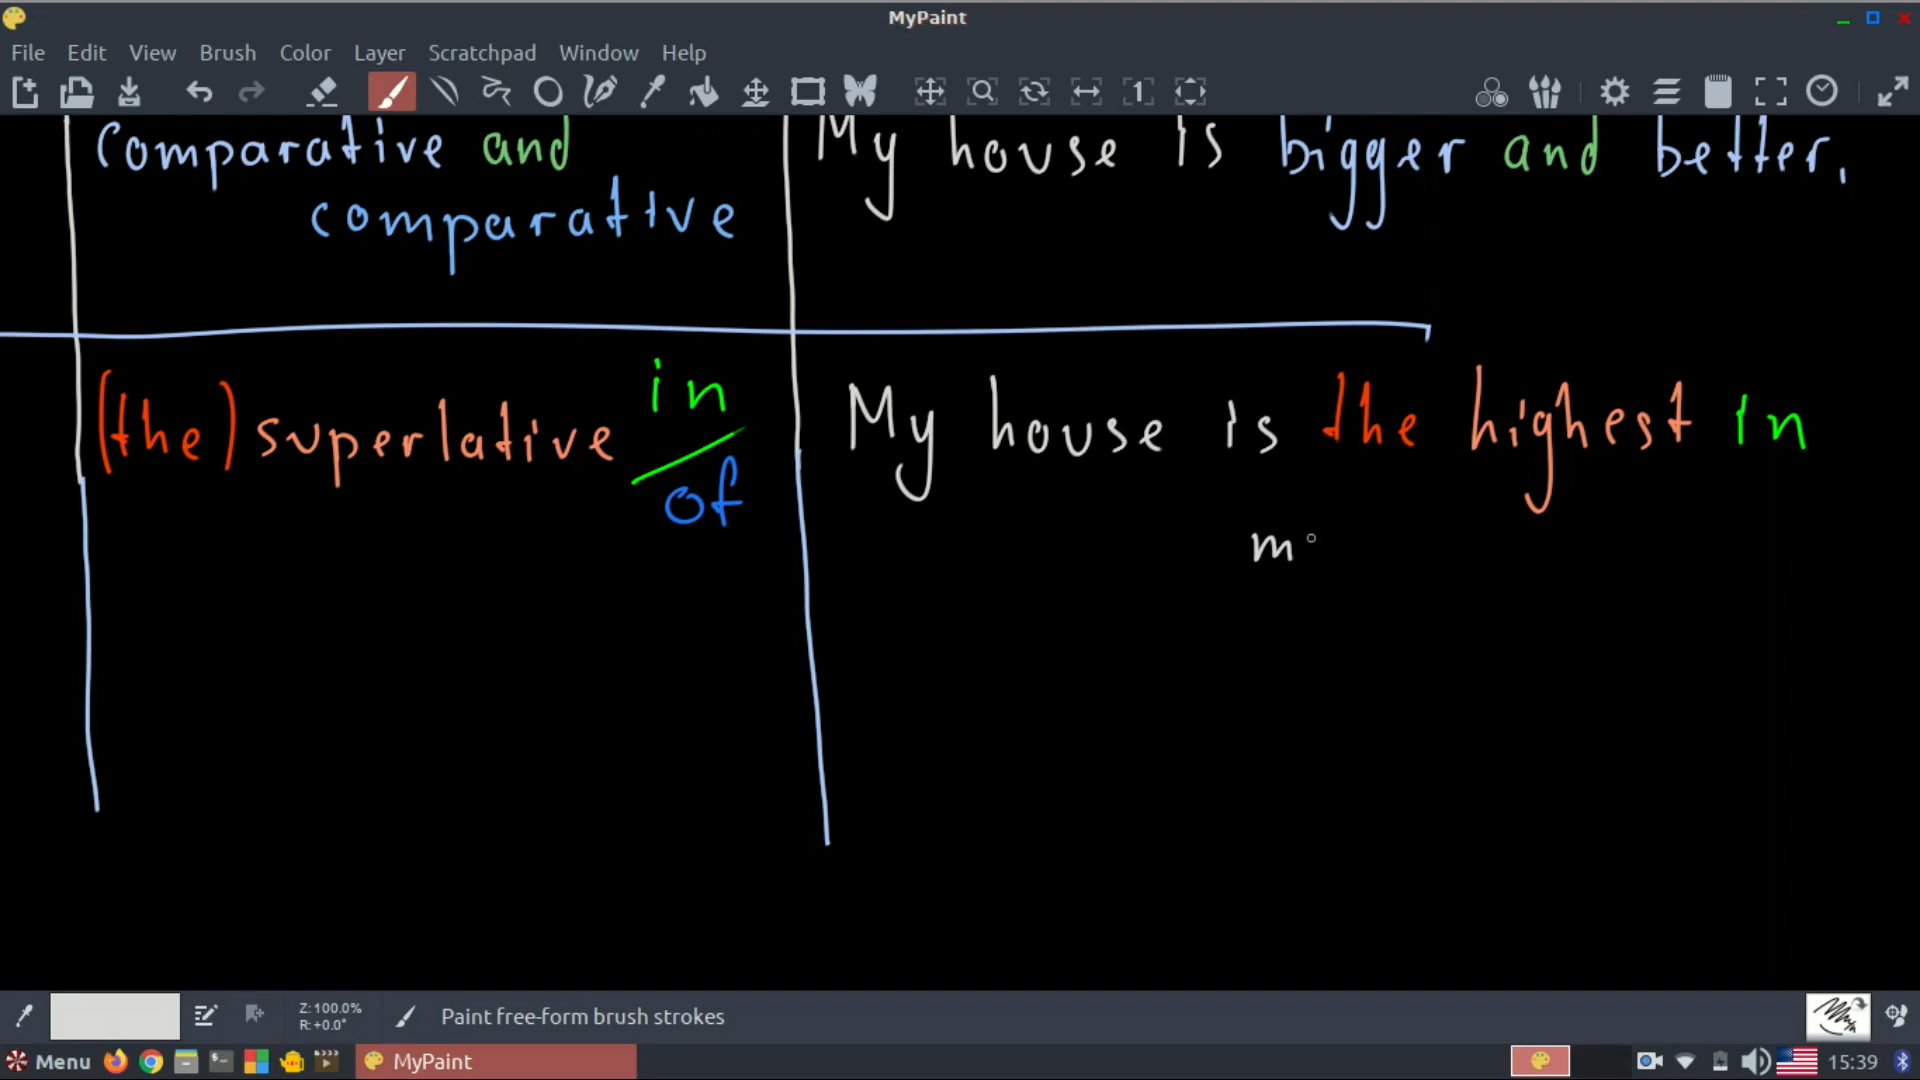 MyPaint
File Edit View Brush Color Layer Scratchpad Window Help
1
Comparative and
comparative
My house is bigger and better.
(the) superlative in
of
My house is the highest in
m
Z: 100.0%
R: +0.0°
Paint free-form brush strokes
Menu
MyPaint
15:39